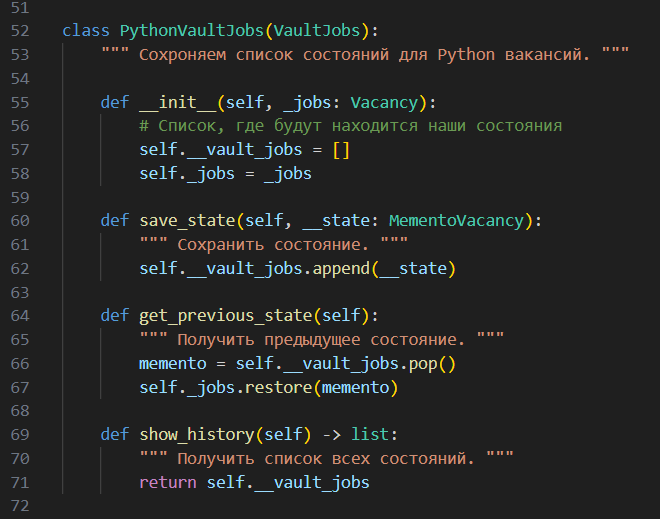 51
52 class PythonVaultJobs(VaultJobs):
53     """ Сохроняем список состояний для Python вакансий. """
54
55     def __init__(self, _jobs: Vacancy):
56         # Список, где будут находится наши состояния
57         self.__vault_jobs = []
58         self._jobs = _jobs
59
60     def save_state(self, __state: MementoVacancy):
61         """ Сохранить состояние. """
62         self.__vault_jobs.append(__state)
63
64     def get_previous_state(self):
65         """ Получить предыдущее состояние. """
66         memento = self.__vault_jobs.pop()
67         self._jobs.restore(memento)
68
69     def show_history(self) -> list:
70         """ Получить список всех состояний. """
71         return self.__vault_jobs
72